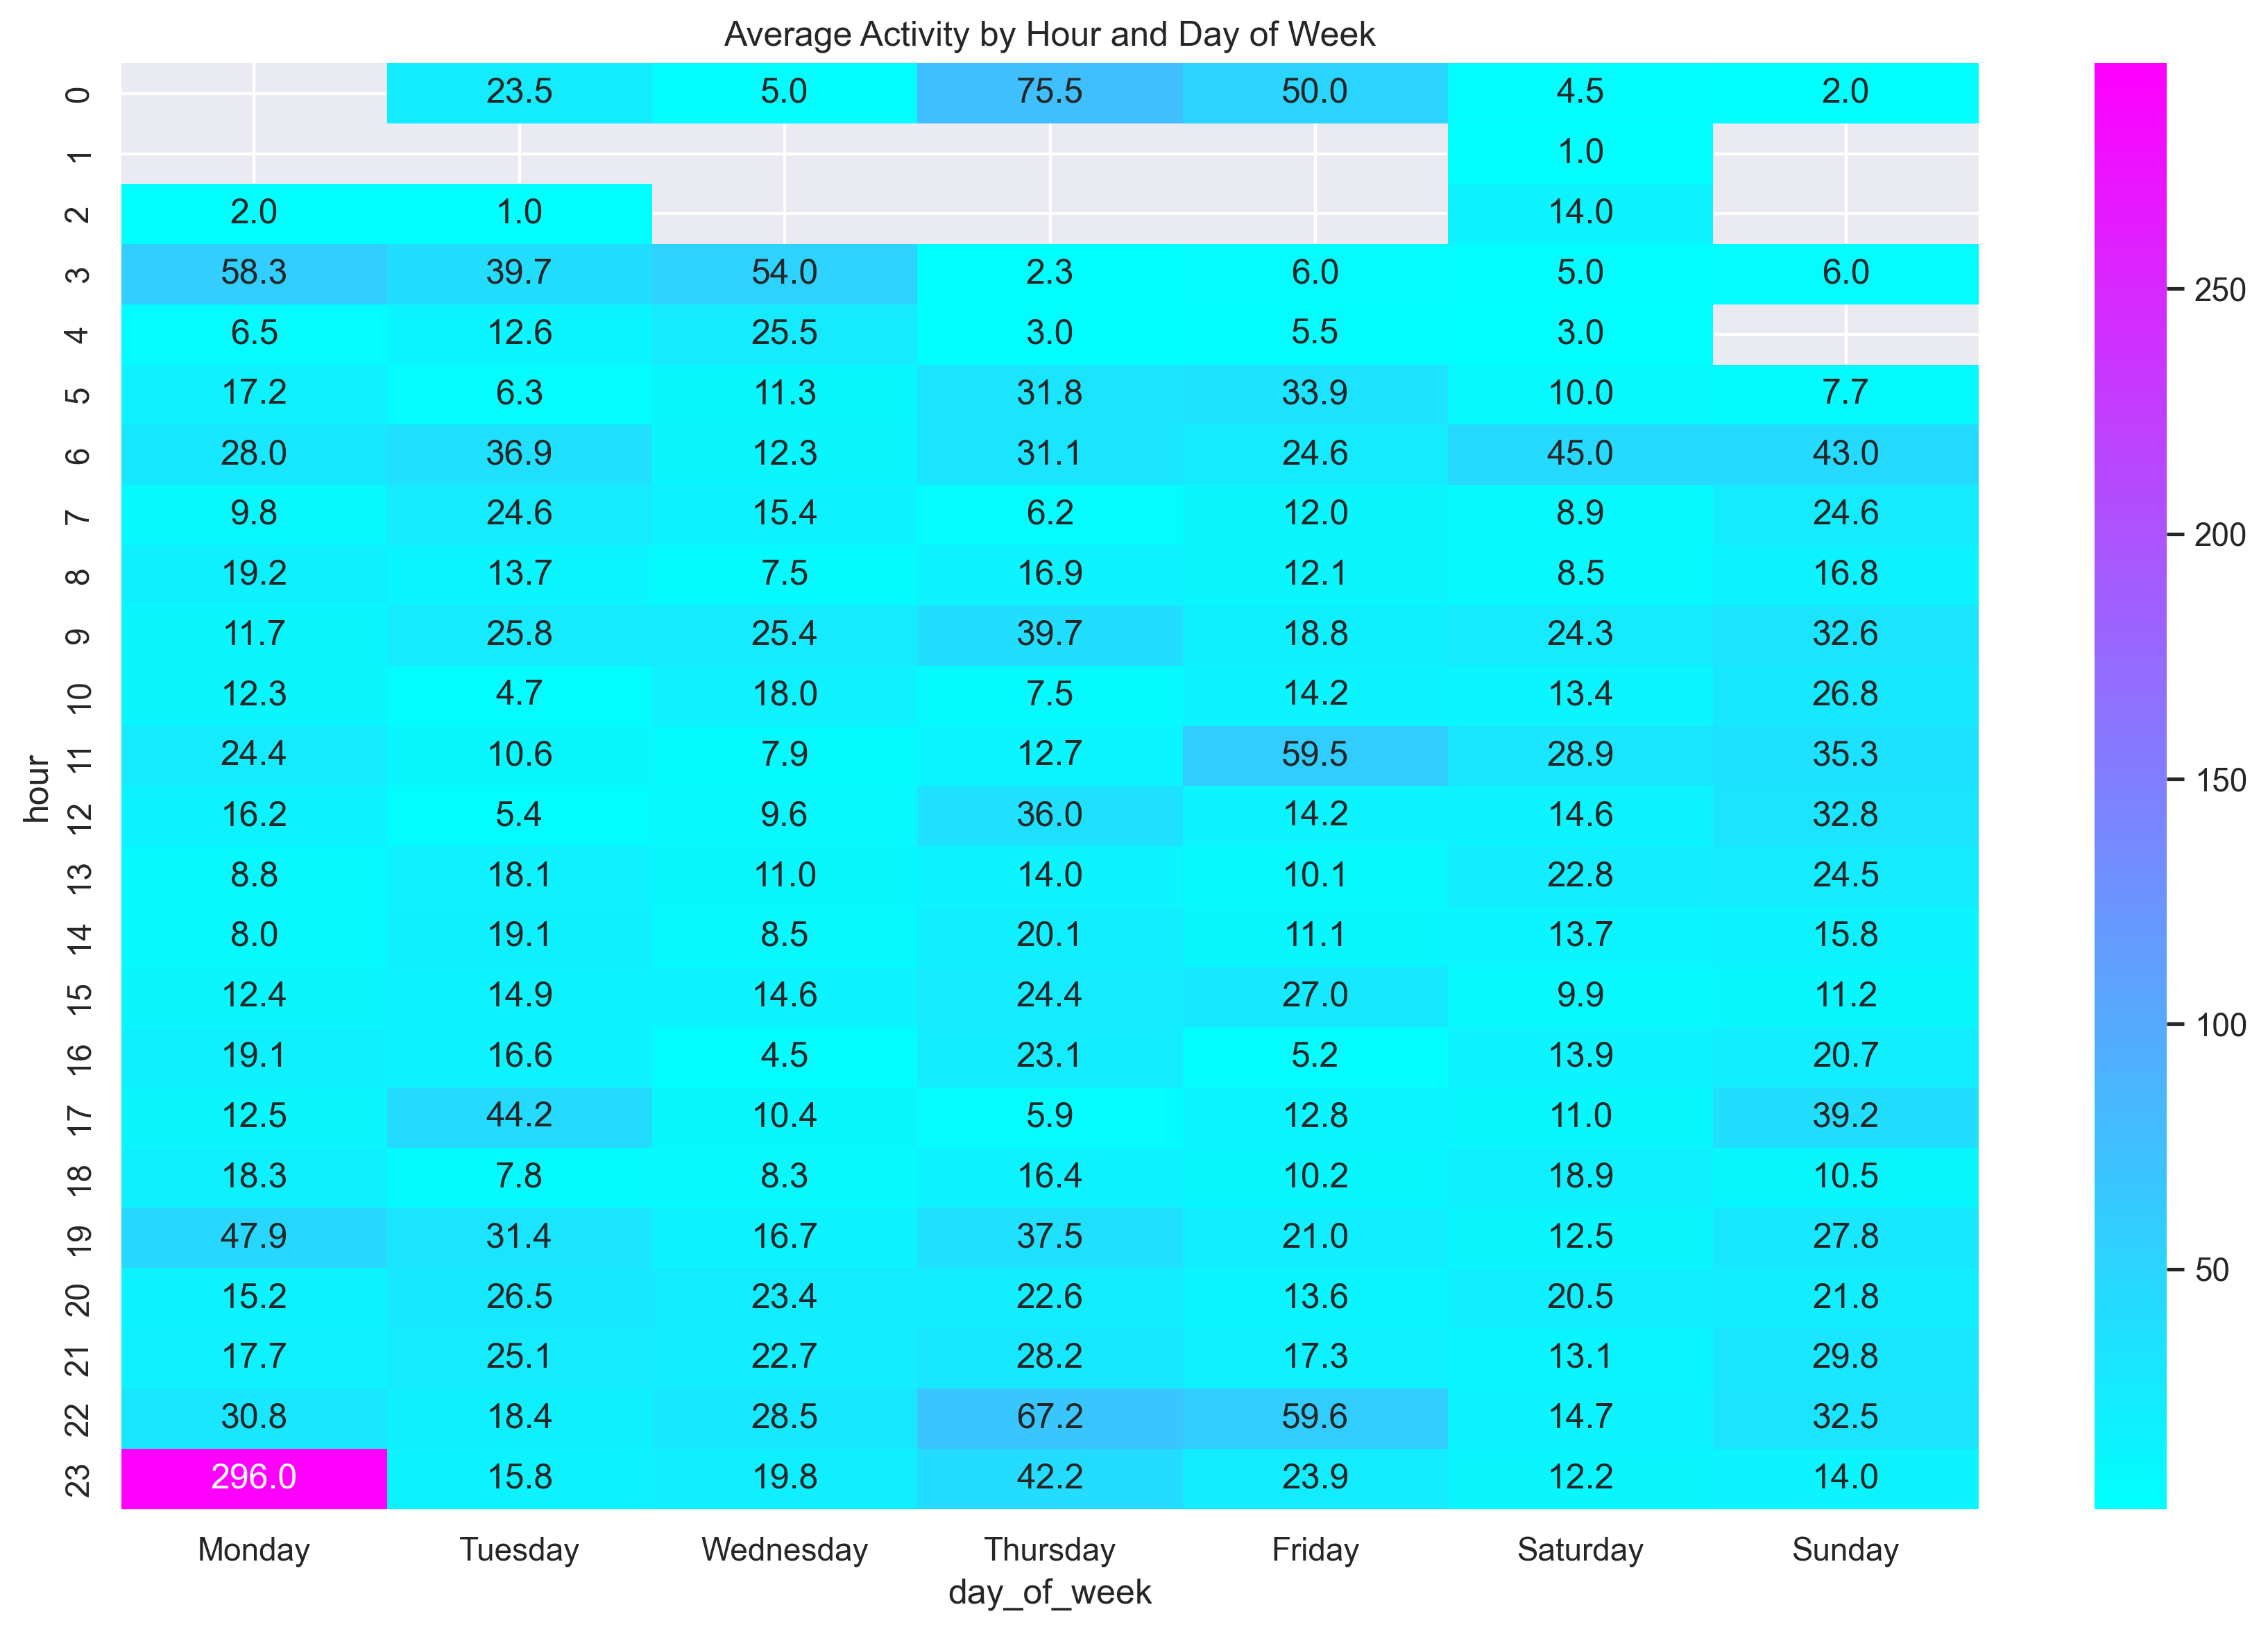 Average Activity by Hour and Day of Week
0 23.5 5.0 75.5 50.0 4.5 2.0
1 1.0
2 2.0 1.0 14.0
3 58.3 39.7 54.0 2.3 6.0 5.0 6.0
4 6.5 12.6 25.5 3.0 5.5 3.0
5 17.2 6.3 11.3 31.8 33.9 10.0 7.7
6 28.0 36.9 12.3 31.1 24.6 45.0 43.0
7 9.8 24.6 15.4 6.2 12.0 8.9 24.6
8 19.2 13.7 7.5 16.9 12.1 8.5 16.8
9 11.7 25.8 25.4 39.7 18.8 24.3 32.6
10 12.3 4.7 18.0 7.5 14.2 13.4 26.8
11 24.4 10.6 7.9 12.7 59.5 28.9 35.3
12 16.2 5.4 9.6 36.0 14.2 14.6 32.8
13 8.8 18.1 11.0 14.0 10.1 22.8 24.5
14 8.0 19.1 8.5 20.1 11.1 13.7 15.8
15 12.4 14.9 14.6 24.4 27.0 9.9 11.2
16 19.1 16.6 4.5 23.1 5.2 13.9 20.7
17 12.5 44.2 10.4 5.9 12.8 11.0 39.2
18 18.3 7.8 8.3 16.4 10.2 18.9 10.5
19 47.9 31.4 16.7 37.5 21.0 12.5 27.8
20 15.2 26.5 23.4 22.6 13.6 20.5 21.8
21 17.7 25.1 22.7 28.2 17.3 13.1 29.8
22 30.8 18.4 28.5 67.2 59.6 14.7 32.5
23 296.0 15.8 19.8 42.2 23.9 12.2 14.0
Monday Tuesday Wednesday Thursday Friday Saturday Sunday
day_of_week
hour
250
200
150
100
50